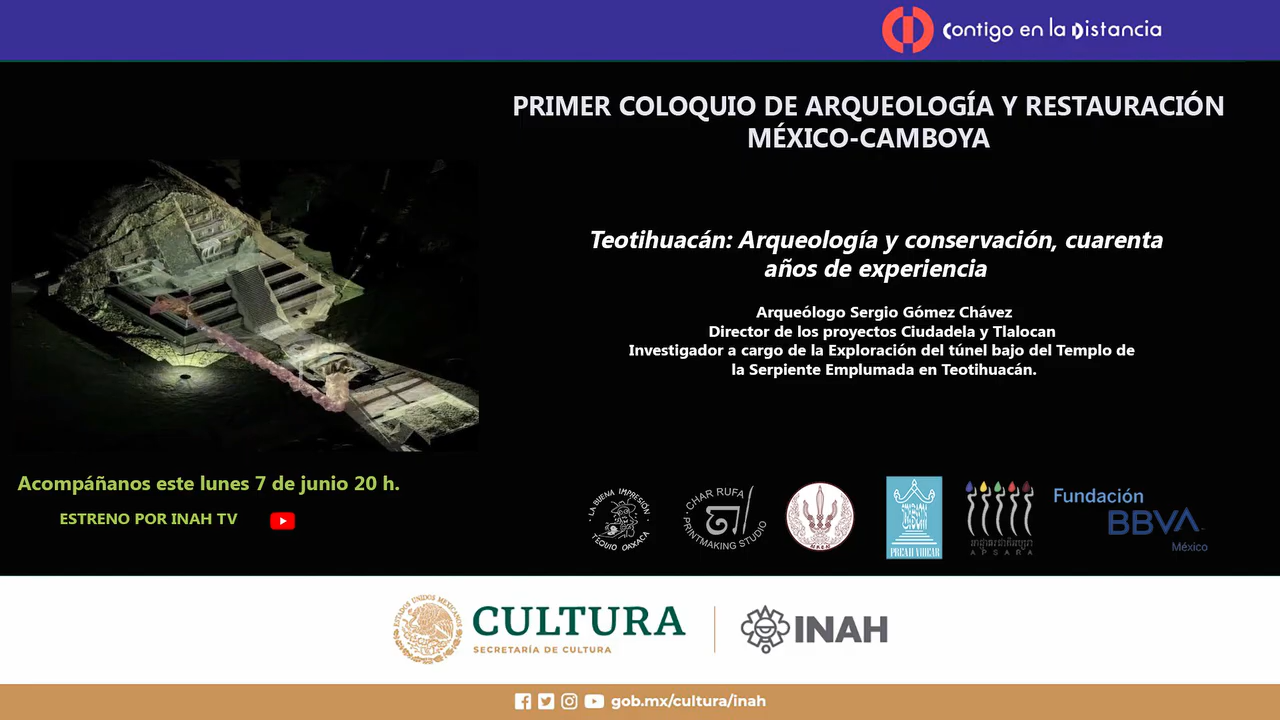 Contigo en la Distancia
PRIMER COLOQUIO DE ARQUEOLOGÍA Y RESTAURACIÓN
MÉXICO-CAMBOYA
Teotihuacán: Arqueología y conservación, cuarenta
años de experiencia
Arqueólogo Sergio Gómez Chávez
Director de los proyectos Ciudadela y Tlalocan
Investigador a cargo de la Exploración del túnel bajo del Templo de
la Serpiente Emplumada en Teotihuacán.
Acompáñanos este lunes 7 de junio 20 h.
ESTRENO POR INAH TV
LA BUENA IMPRESIÓN
TEQUIO OAXACA
CHAR RUFA
PRINTMAKING STUDIO
PREAH VIHEAR
APSARA
Fundación
BBVA
México
ESTADOS UNIDOS MEXICANOS
CULTURA
SECRETARÍA DE CULTURA
INAH
gob.mx/cultura/inah